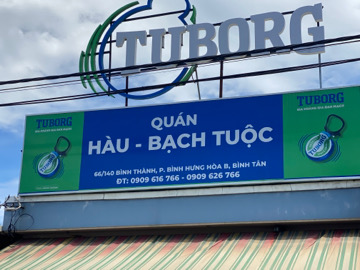 TUBORG
TUBORG
QUÁN
HÀU - BẠCH TUỘC
66/140 BÌNH THÀNH, P. BÌNH HƯNG HÒA B, BÌNH TÂN
ĐT: 0909 616 766 - 0909 626 766
TUBORG
TUBORG